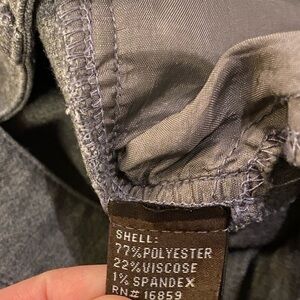 SHELL:
77%POLYESTER
22%VISCOSE
1% SPANDEX
RN# 16859